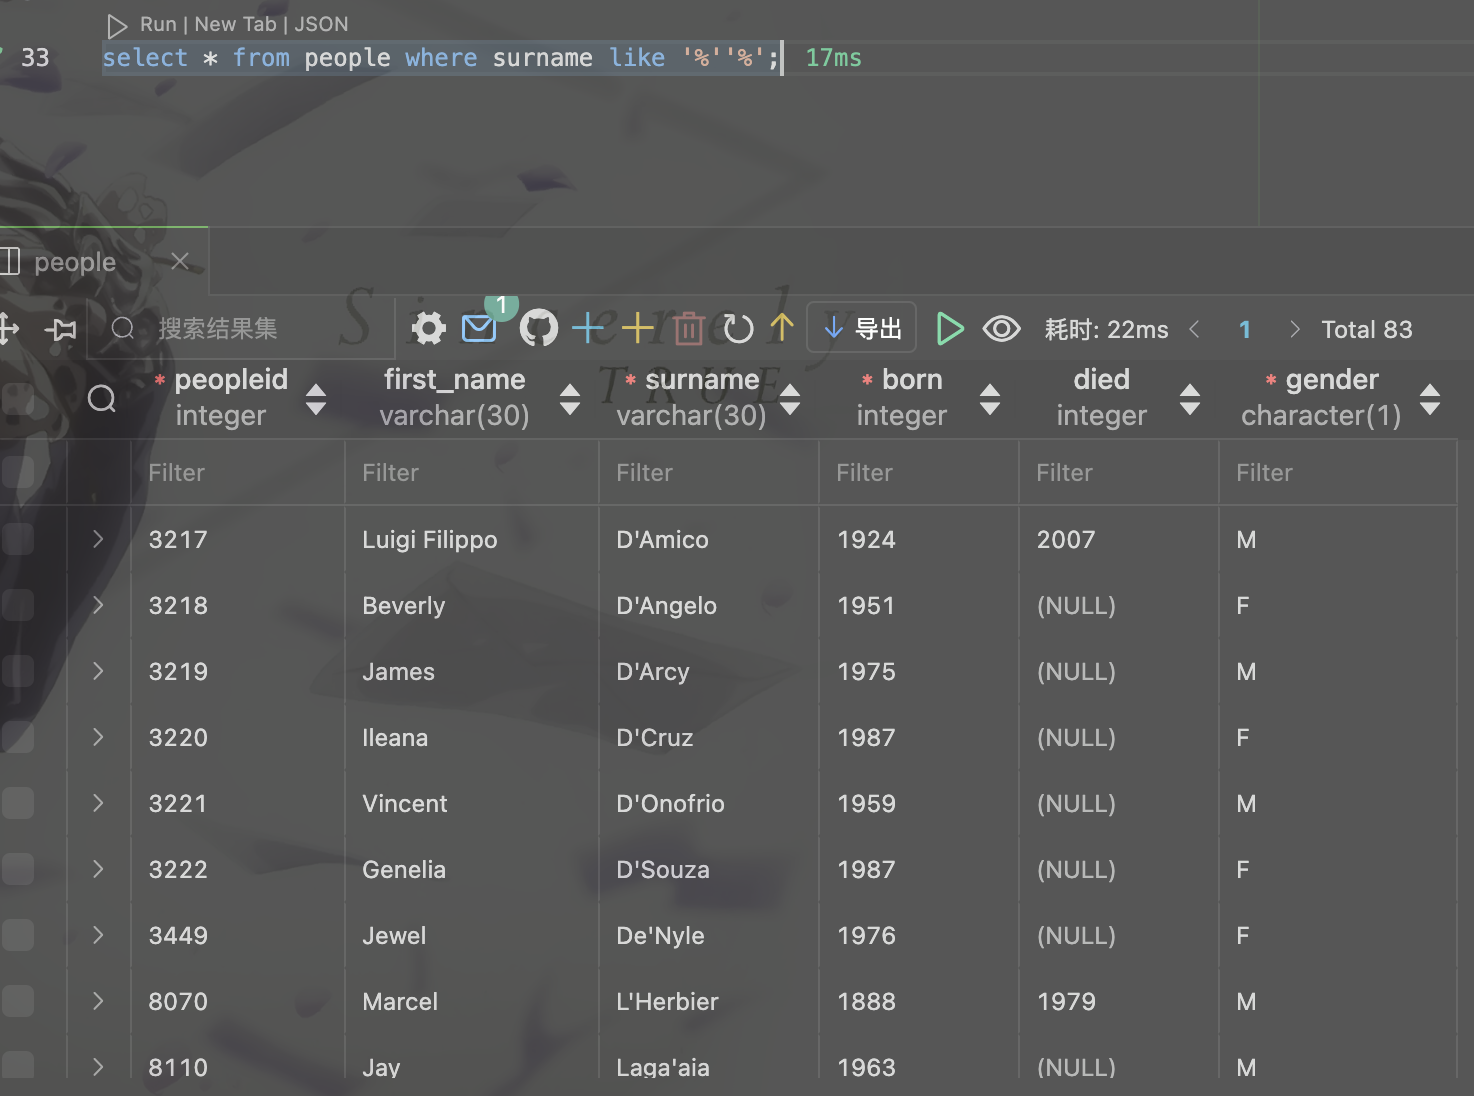 Run | New Tab | JSON
33 select * from people where surname like '%''%'; 17ms
people
Sincerely
TRUE
搜索结果集 1 导出 耗时: 22ms 1 Total 83
* peopleid first_name * surname * born died * gender
integer varchar(30) varchar(30) integer integer character(1)
Filter Filter Filter Filter Filter Filter
3217 Luigi Filippo D'Amico 1924 2007 M
3218 Beverly D'Angelo 1951 (NULL) F
3219 James D'Arcy 1975 (NULL) M
3220 Ileana D'Cruz 1987 (NULL) F
3221 Vincent D'Onofrio 1959 (NULL) M
3222 Genelia D'Souza 1987 (NULL) F
3449 Jewel De'Nyle 1976 (NULL) F
8070 Marcel L'Herbier 1888 1979 M
8110 Jay Laga'aia 1963 (NULL) M